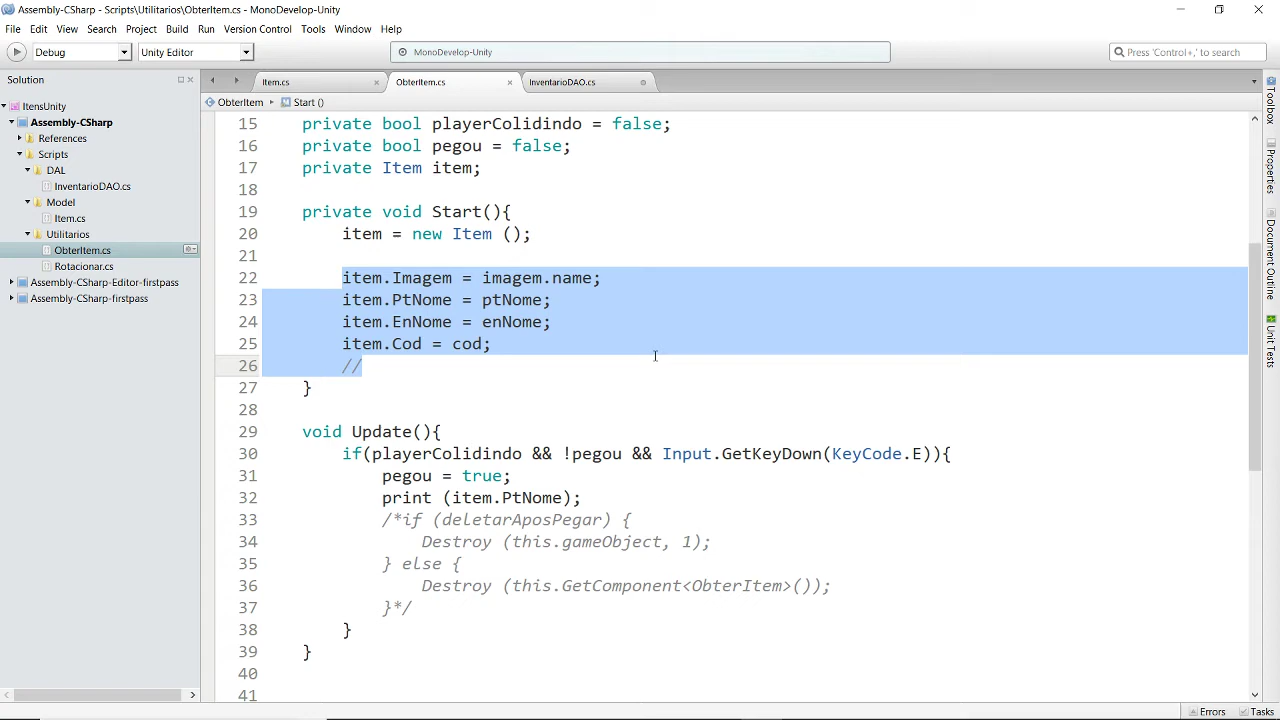 Assembly-CSharp - Scripts\Utilitarios\ObterItem.cs - MonoDevelop-Unity
File Edit View Search Project Build Run Version Control Tools Window Help
Debug Unity Editor MonoDevelop-Unity Press 'Control+,' to search
Solution
Item.cs ObterItem.cs InventarioDAO.cs
ObterItem Start ()
ItensUnity
Assembly-CSharp
References
Scripts
DAL
InventarioDAO.cs
Model
Item.cs
Utilitarios
ObterItem.cs
Rotacionar.cs
Assembly-CSharp-Editor-firstpass
Assembly-CSharp-firstpass
15 private bool playerColidindo = false;
16 private bool pegou = false;
17 private Item item;
18
19 private void Start(){
20 item = new Item ();
21
22 item.Imagem = imagem.name;
23 item.PtNome = ptNome;
24 item.EnNome = enNome;
25 item.Cod = cod;
26 //
27 }
28
29 void Update(){
30 if(playerColidindo && !pegou && Input.GetKeyDown(KeyCode.E)){
31 pegou = true;
32 print (item.PtNome);
33 /*if (deletarAposPegar) {
34 Destroy (this.gameObject, 1);
35 } else {
36 Destroy (this.GetComponent<ObterItem>());
37 }*/
38 }
39 }
40
41
Toolbox
Properties
Document Outline
Unit Tests
Errors Tasks